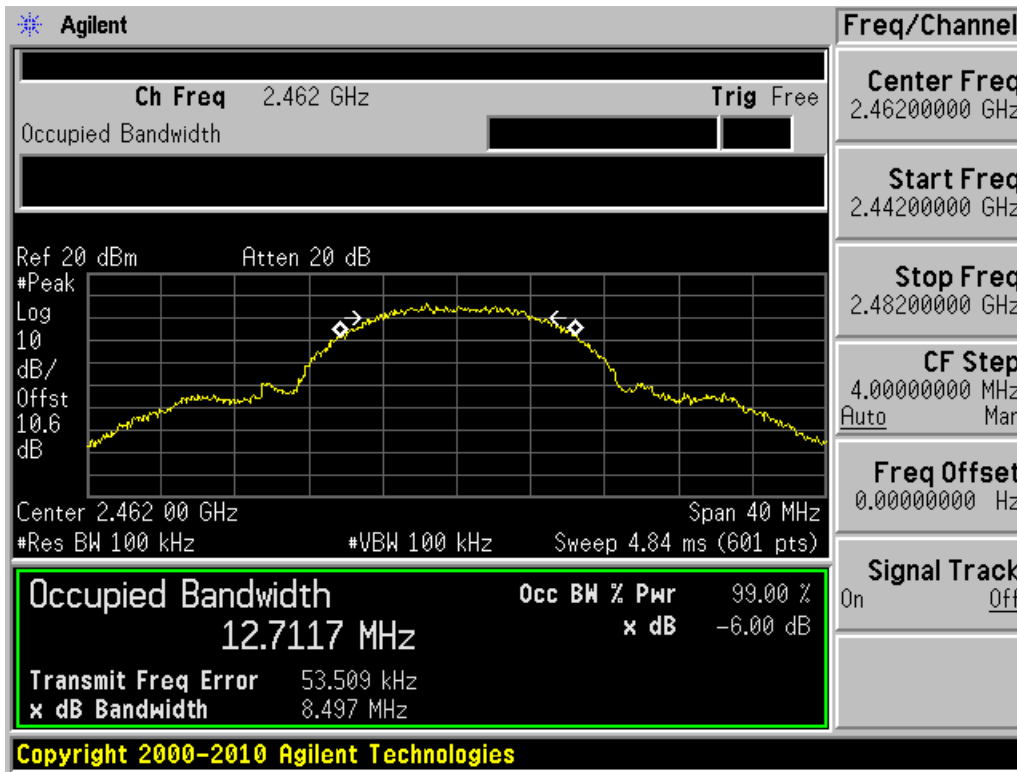 Agilent
Freq/Channel
Ch Freq 2.462 GHz Trig Free
Occupied Bandwidth
Center Freq
2.46200000 GHz
Start Freq
2.44200000 GHz
Stop Freq
2.48200000 GHz
CF Step
4.00000000 MHz
Auto Man
Freq Offset
0.00000000 Hz
Signal Track
On Off
Ref 20 dBm Atten 20 dB
#Peak
Log
10
dB/
Offst
10.6
dB
Center 2.462 00 GHz Span 40 MHz
#Res BW 100 kHz #VBW 100 kHz Sweep 4.84 ms (601 pts)
Occupied Bandwidth Occ BW % Pwr 99.00 %
12.7117 MHz x dB -6.00 dB
Transmit Freq Error 53.509 kHz
x dB Bandwidth 8.497 MHz
Copyright 2000-2010 Agilent Technologies